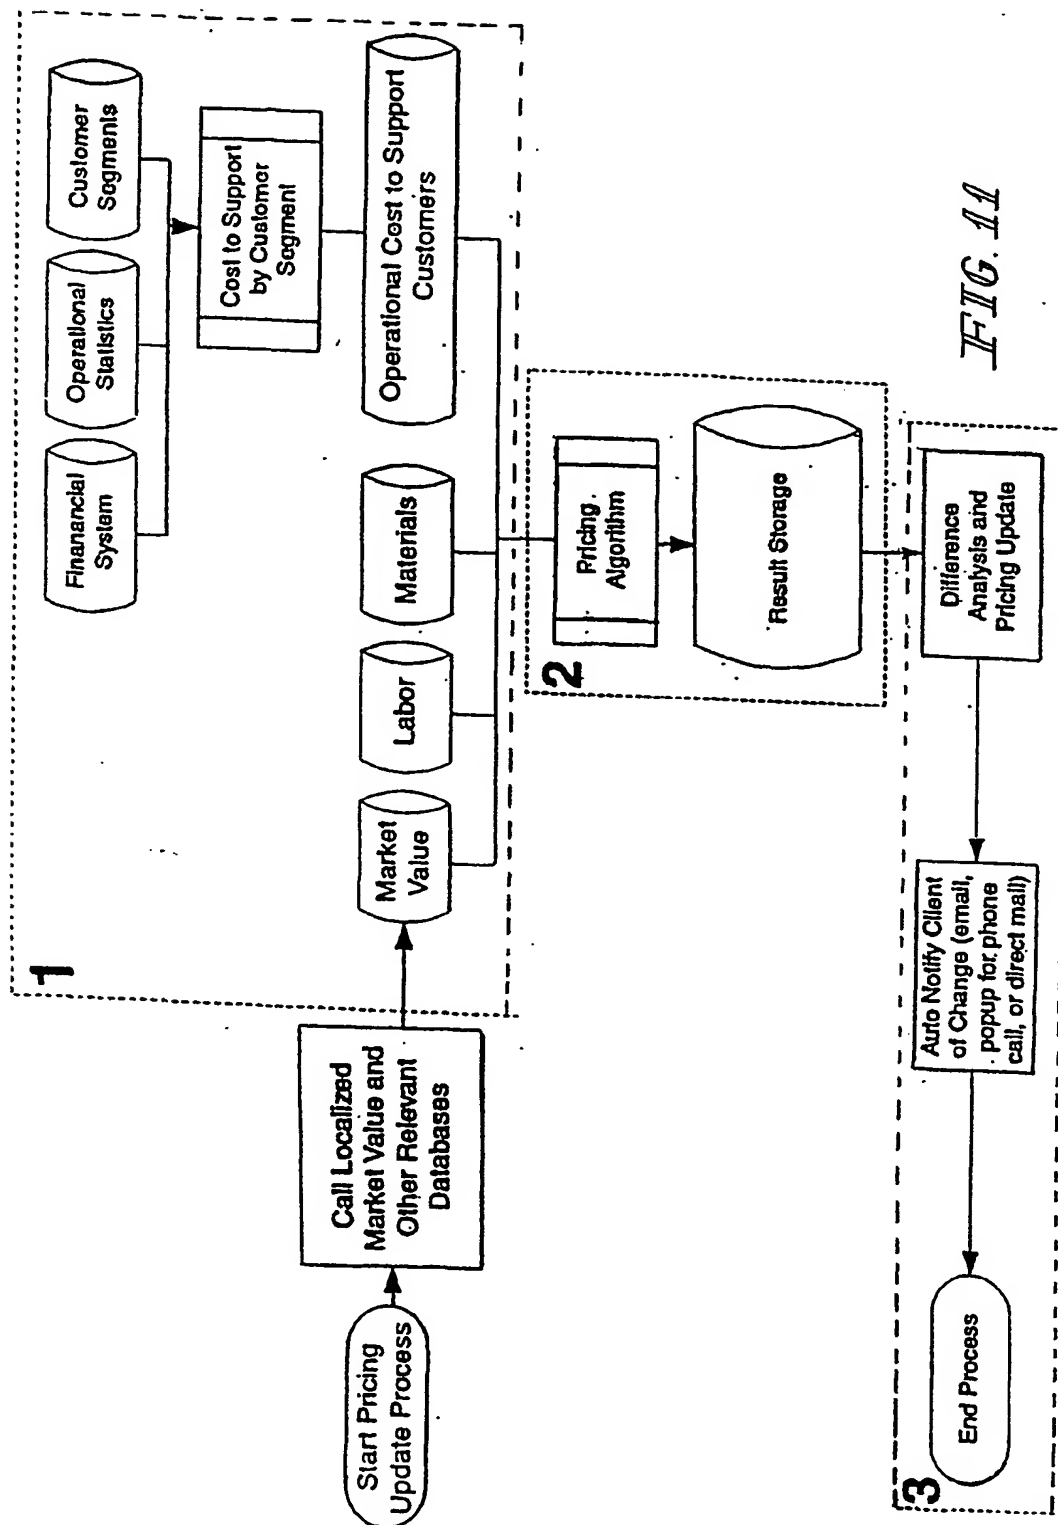 1
Finanancial
System
Operational
Statistics
Customer
Segments
Cost to Support
by Customer
Segment
Start Pricing
Update Process
Call Localized
Market Value and
Other Relevant
Databases
Market
Value
Labor
Materials
Operational Cost to Support
Customers
2
Pricing
Algorithm
Result Storage
3
End Process
Auto Notify Client
of Change (email,
popup for phone
call, or direct mail)
Difference
Analysis and
Pricing Update
FIG. 11